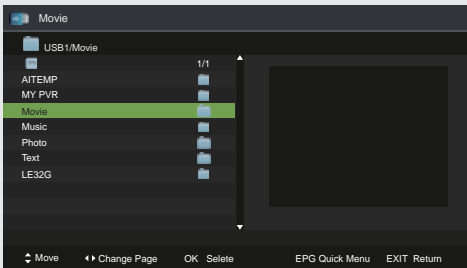 Movie
USB1/Movie
1/1
AITEMP
MY PVR
Movie
Music
Photo
Text
LE32G
Move Change Page OK Selete EPG Quick Menu EXIT Return